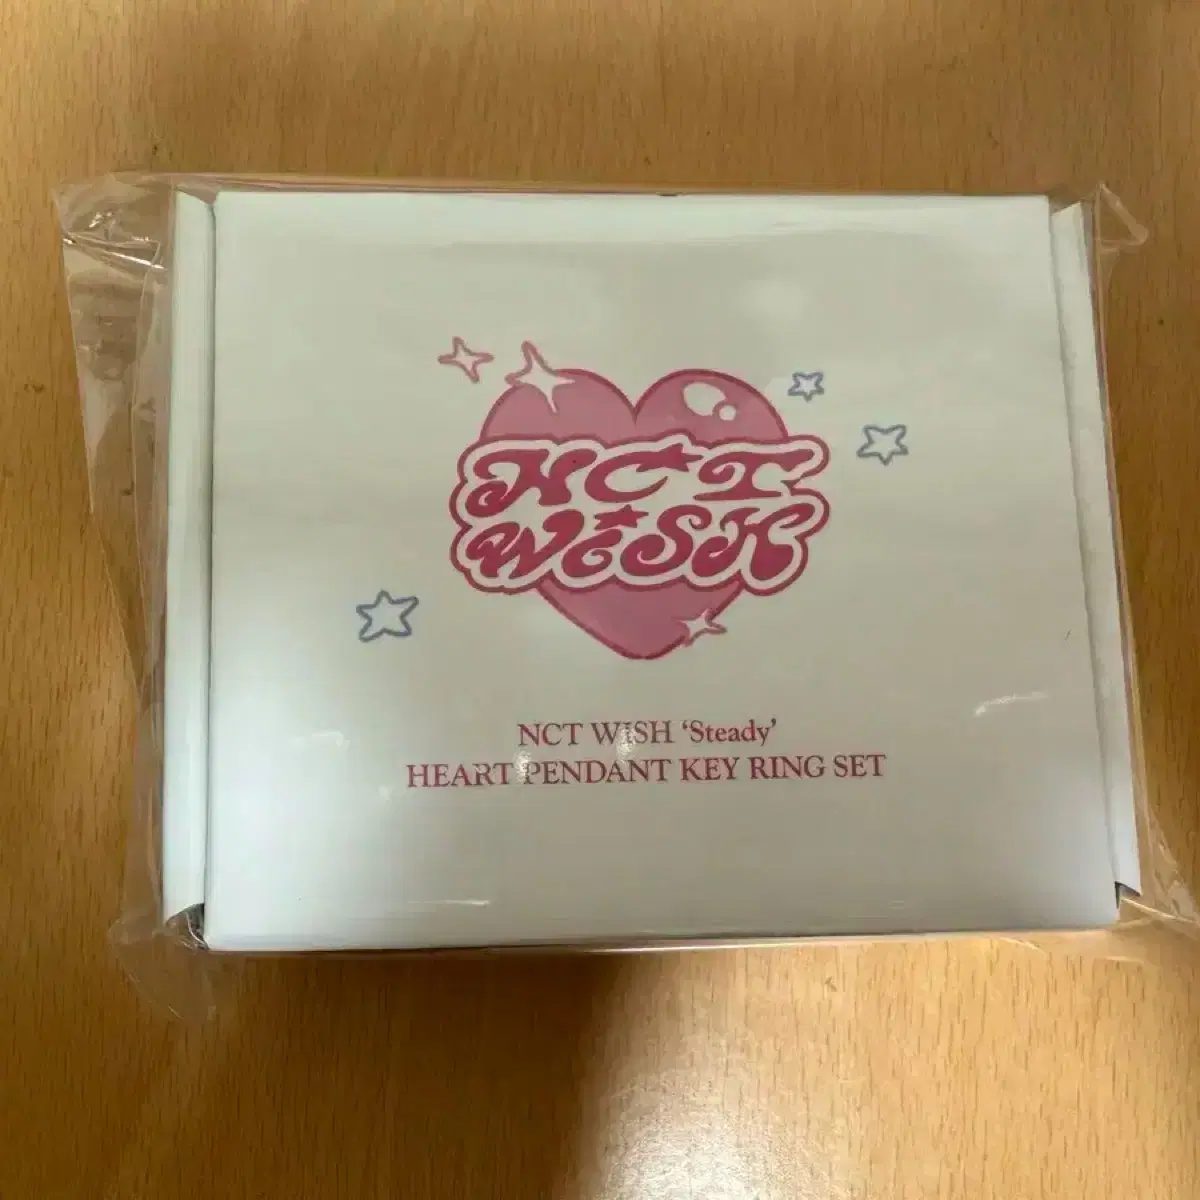 NCT
WiSH
NCT WISH ‘Steady’
HEART PENDANT KEY RING SET